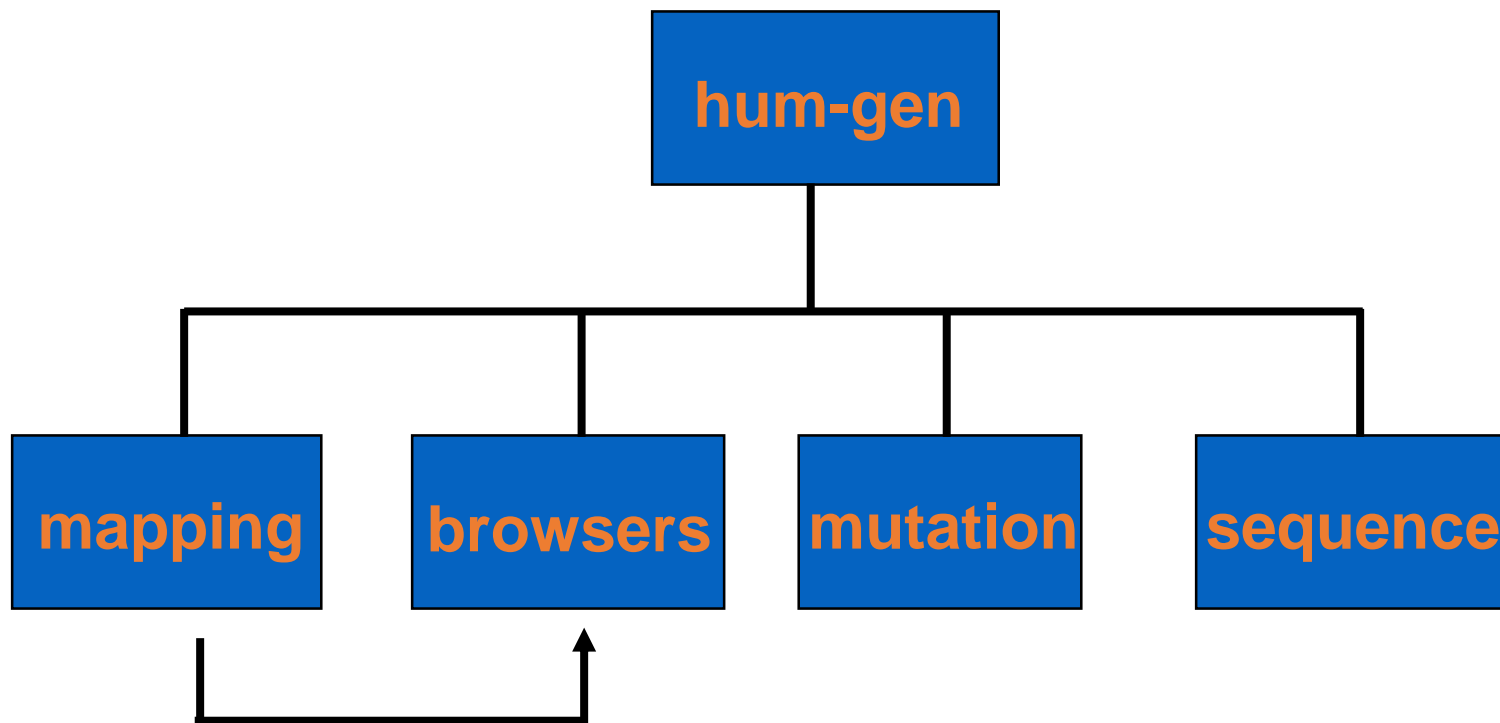 hum-gen
mapping
browsers
mutation
sequence